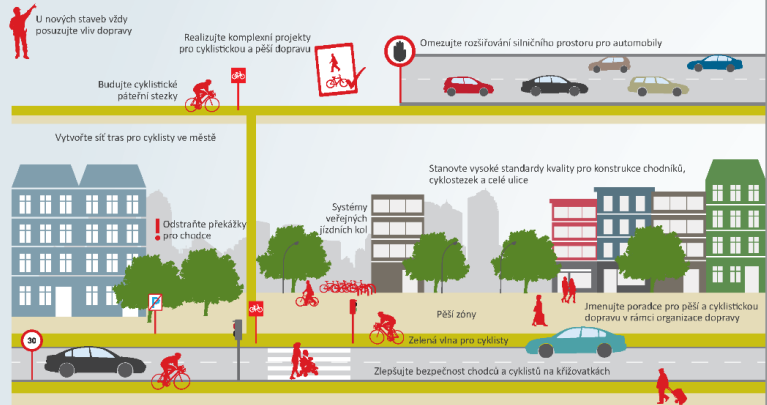 U nových staveb vždy
posuzujte vliv dopravy
Realizujte komplexní projekty
pro cyklistickou a pěší dopravu
Omezujte rozšiřování silničního prostoru pro automobily
Budujte cyklistické
páteřní stezky
Vytvořte síť tras pro cyklisty ve městě
Stanovte vysoké standardy kvality pro konstrukce chodníků,
cyklostezek a celé ulice
Systémy
veřejných
jízdních kol
! Odstraňte překážky
pro chodce
P
Pěší zóny
Jmenujte poradce pro pěší a cyklistickou
dopravu v rámci organizace dopravy
30
Zelená vlna pro cyklisty
Zlepšujte bezpečnost chodců a cyklistů na křižovatkách